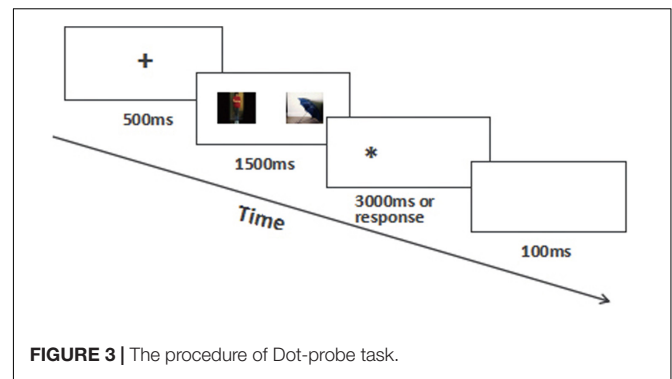 +
500ms
1500ms
*
3000ms or
response
100ms
Time
FIGURE 3 | The procedure of Dot-probe task.